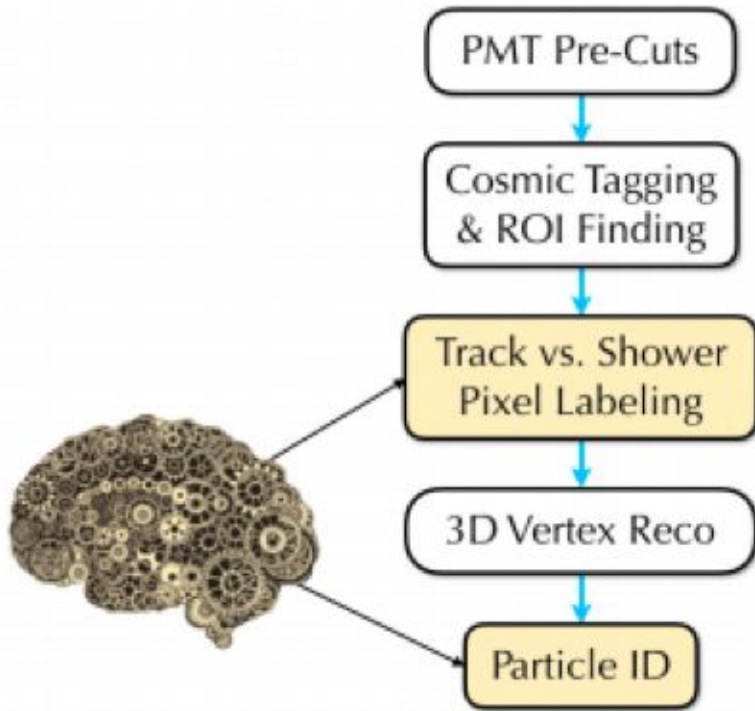 PMT Pre-Cuts
Cosmic Tagging
& ROI Finding
Track vs. Shower
Pixel Labeling
3D Vertex Reco
Particle ID